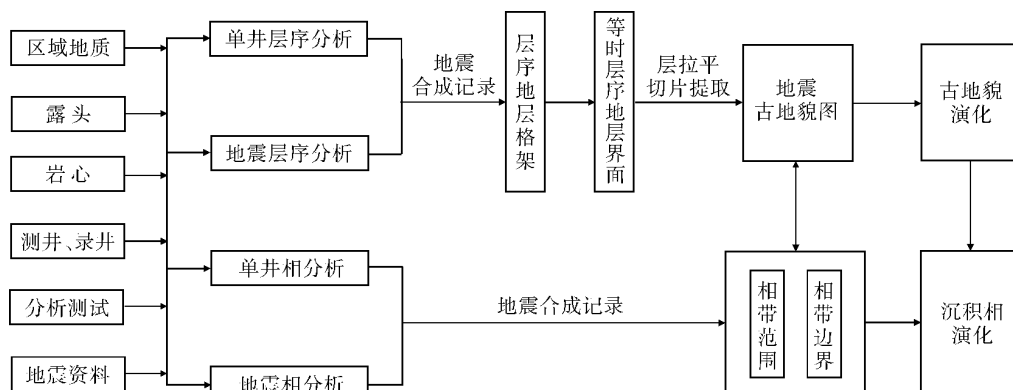 区域地质
露头
岩心
测井、录井
分析测试
地震资料
单井层序分析
地震层序分析
单井相分析
地震相分析
地震
合成记录
层序地层格架
等时层序地层界面
层拉平
切片提取
地震
古地貌图
古地貌
演化
地震合成记录
相带范围
相带边界
沉积相
演化